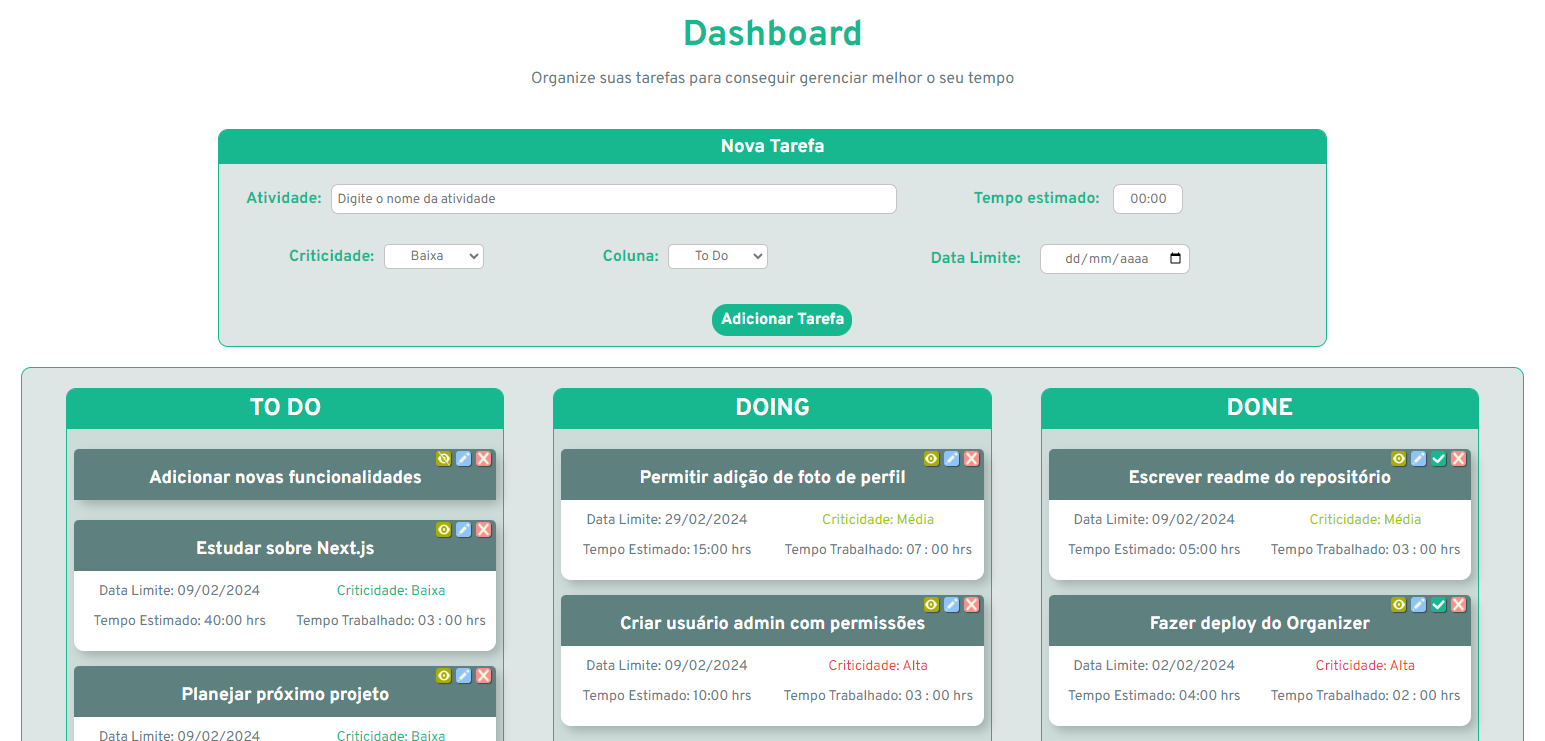 Dashboard
Organize suas tarefas para conseguir gerenciar melhor o seu tempo
Nova Tarefa
Atividade: Digite o nome da atividade Tempo estimado: 00:00
Criticidade: Baixa Coluna: To Do Data Limite: dd/mm/aaaa
Adicionar Tarefa
TO DO
Adicionar novas funcionalidades
Estudar sobre Next.js
Data Limite: 09/02/2024 Criticidade: Baixa
Tempo Estimado: 40:00 hrs Tempo Trabalhado: 03 : 00 hrs
Planejar próximo projeto
Data Limite: 09/02/2024 Criticidade: Baixa
DOING
Permitir adição de foto de perfil
Data Limite: 29/02/2024 Criticidade: Média
Tempo Estimado: 15:00 hrs Tempo Trabalhado: 07 : 00 hrs
Criar usuário admin com permissões
Data Limite: 09/02/2024 Criticidade: Alta
Tempo Estimado: 10:00 hrs Tempo Trabalhado: 03 : 00 hrs
DONE
Escrever readme do repositório
Data Limite: 09/02/2024 Criticidade: Média
Tempo Estimado: 05:00 hrs Tempo Trabalhado: 03 : 00 hrs
Fazer deploy do Organizer
Data Limite: 02/02/2024 Criticidade: Alta
Tempo Estimado: 04:00 hrs Tempo Trabalhado: 02 : 00 hrs